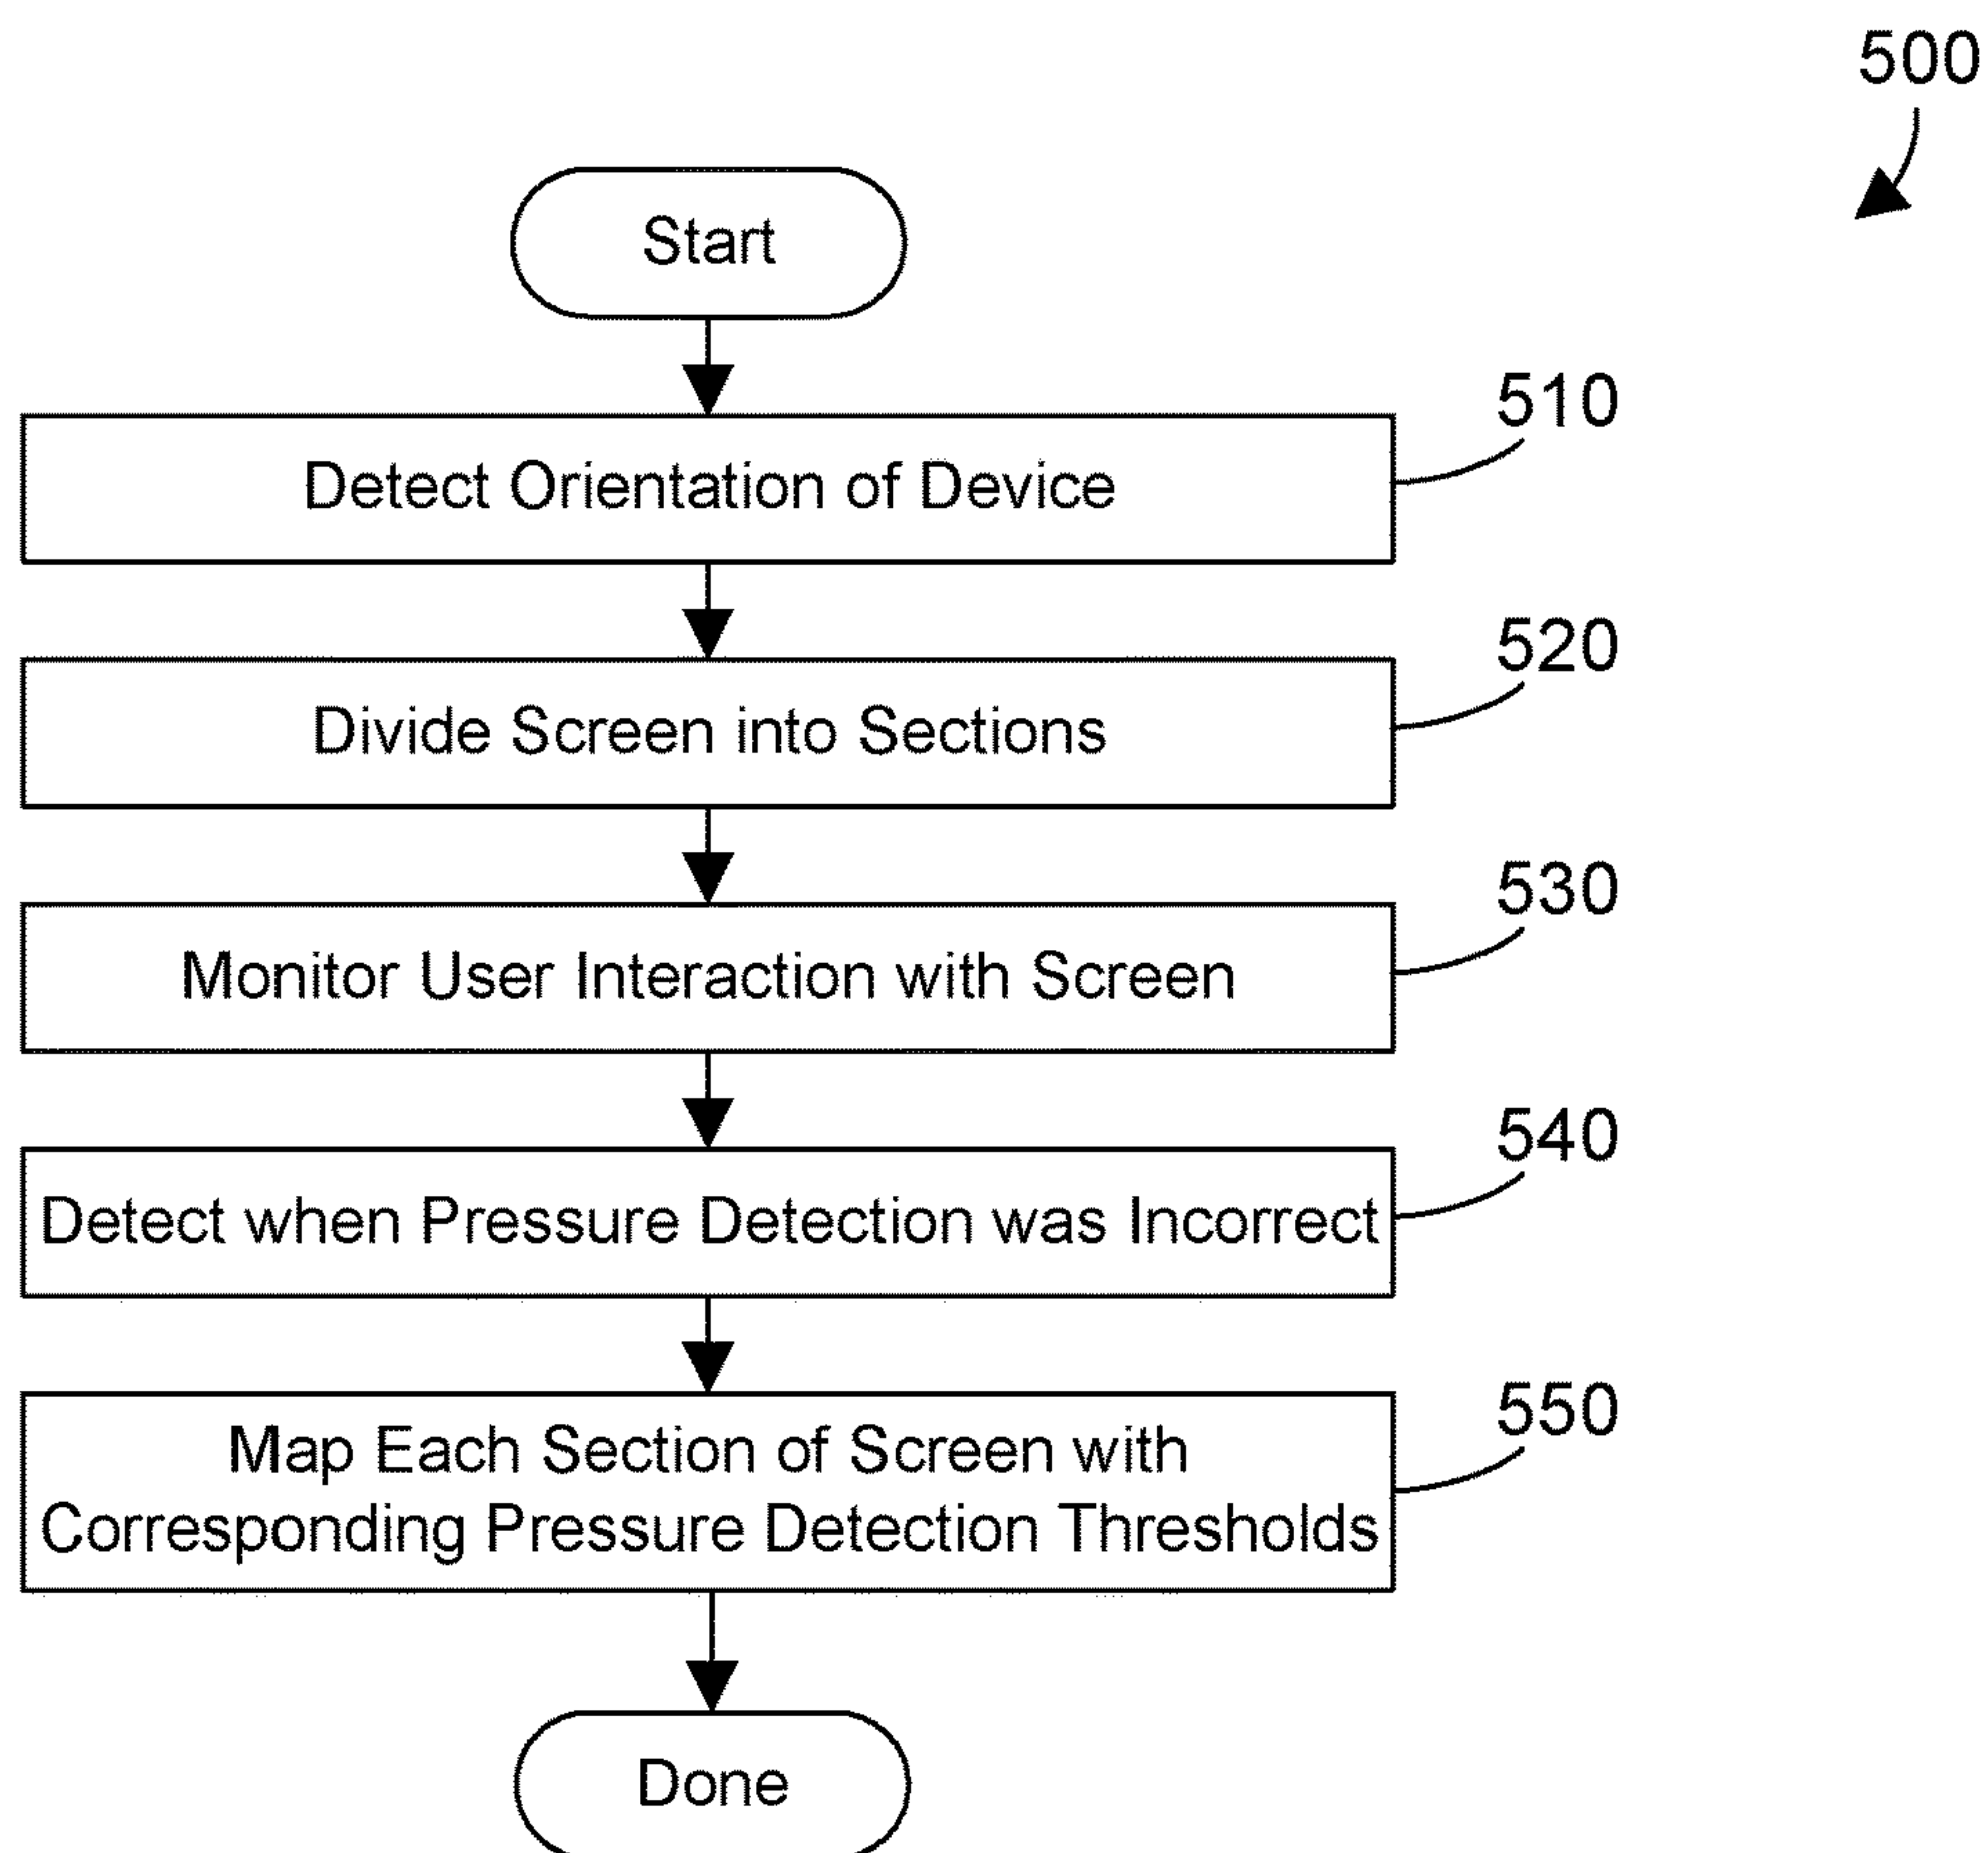 500
Start
510
Detect Orientation of Device
520
Divide Screen into Sections
530
Monitor User Interaction with Screen
540
Detect when Pressure Detection was Incorrect
550
Map Each Section of Screen with
Corresponding Pressure Detection Thresholds
Done